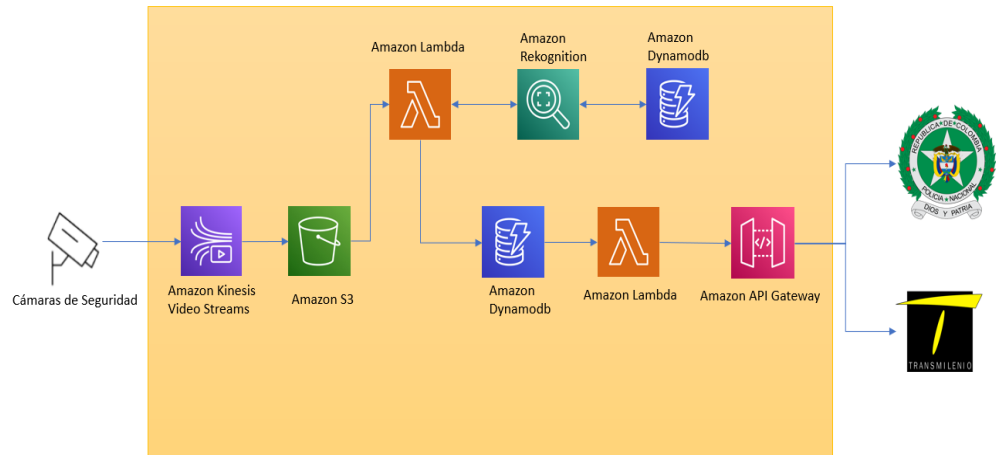 Amazon Lambda
Amazon
Rekognition
Amazon
Dynamodb
Cámaras de Seguridad
Amazon Kinesis
Video Streams
Amazon S3
Amazon
Dynamodb
Amazon Lambda
Amazon API Gateway
REPUBLICA DE COLOMBIA
POLICIA NACIONAL
DIOS Y PATRIA
TRANSMILENIO